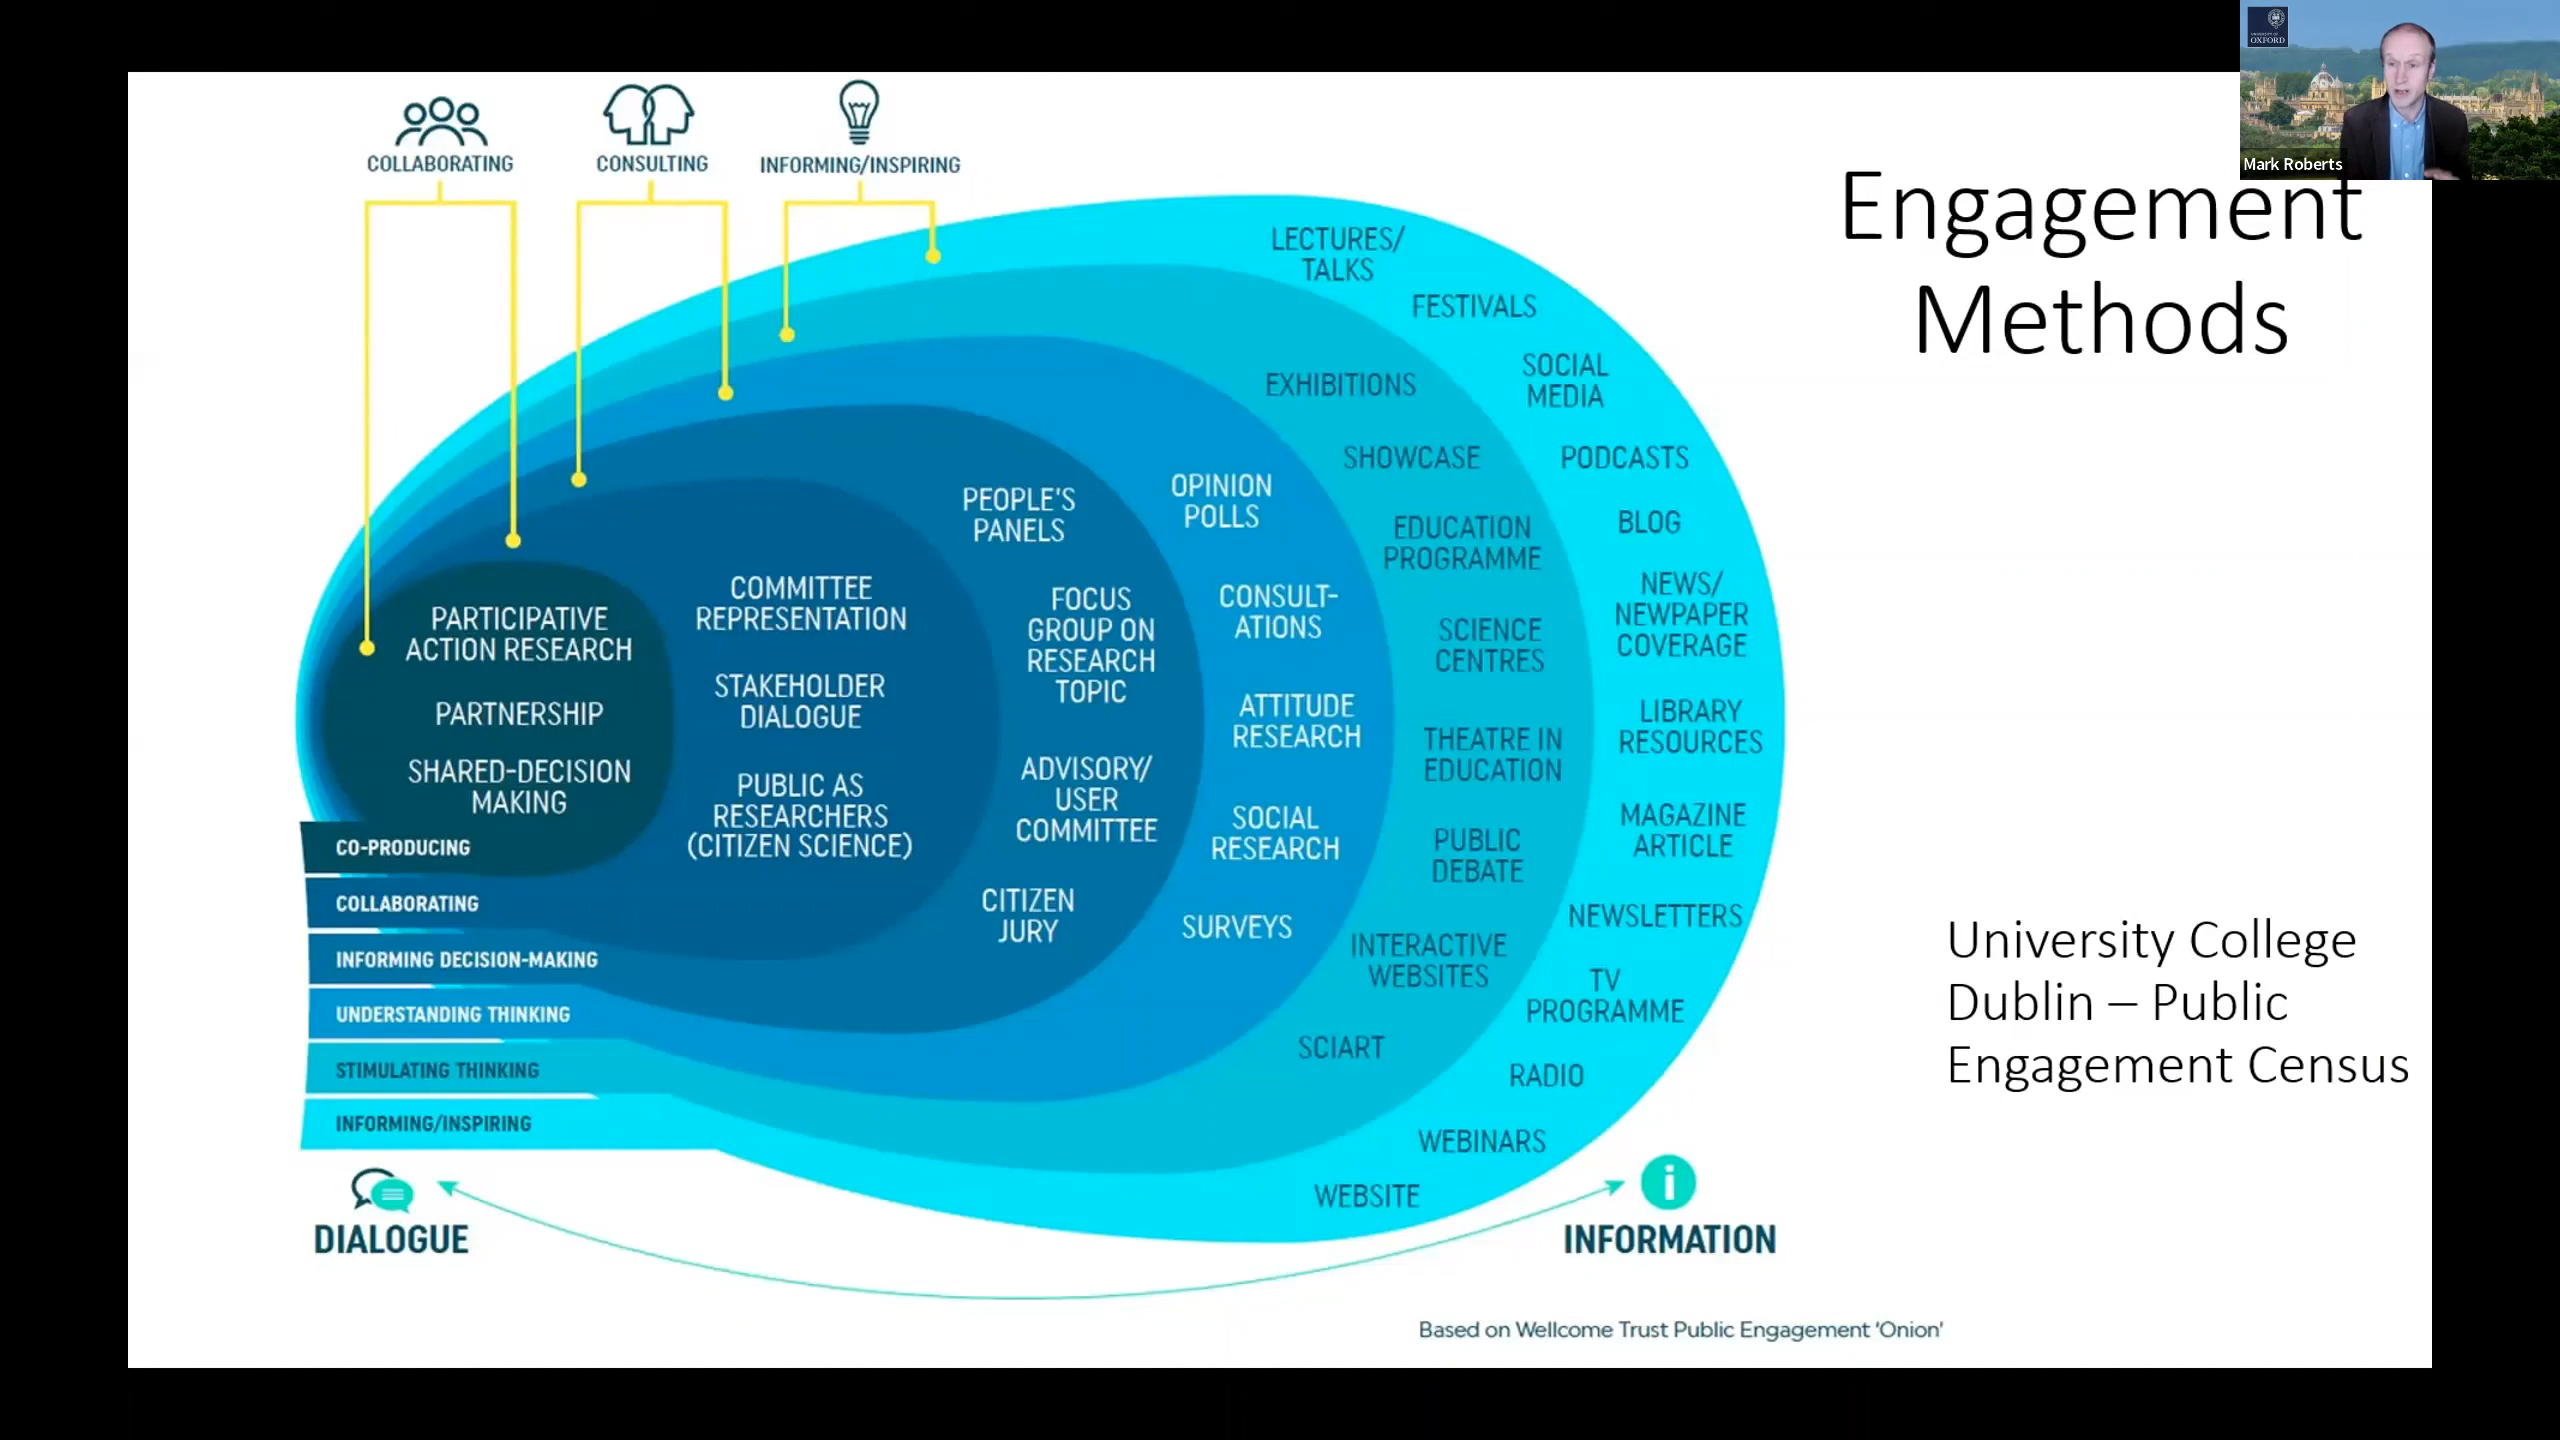 UNIVERSITY OF
OXFORD
Mark Roberts
Engagement
Methods
COLLABORATING
CONSULTING
INFORMING/INSPIRING
PARTICIPATIVE
ACTION RESEARCH
PARTNERSHIP
SHARED-DECISION
MAKING
COMMITTEE
REPRESENTATION
STAKEHOLDER
DIALOGUE
PUBLIC AS
RESEARCHERS
(CITIZEN SCIENCE)
PEOPLE'S
PANELS
FOCUS
GROUP ON
RESEARCH
TOPIC
ADVISORY/
USER
COMMITTEE
CITIZEN
JURY
OPINION
POLLS
CONSULT-
ATIONS
ATTITUDE
RESEARCH
SOCIAL
RESEARCH
SURVEYS
EXHIBITIONS
SHOWCASE
EDUCATION
PROGRAMME
SCIENCE
CENTRES
THEATRE IN
EDUCATION
PUBLIC
DEBATE
INTERACTIVE
WEBSITES
SCIART
LECTURES/
TALKS
FESTIVALS
SOCIAL
MEDIA
PODCASTS
BLOG
NEWS/
NEWPAPER
COVERAGE
LIBRARY
RESOURCES
MAGAZINE
ARTICLE
NEWSLETTERS
TV
PROGRAMME
RADIO
WEBINARS
WEBSITE
CO-PRODUCING
COLLABORATING
INFORMING DECISION-MAKING
UNDERSTANDING THINKING
STIMULATING THINKING
INFORMING/INSPIRING
DIALOGUE
i
INFORMATION
University College
Dublin – Public
Engagement Census
Based on Wellcome Trust Public Engagement 'Onion'